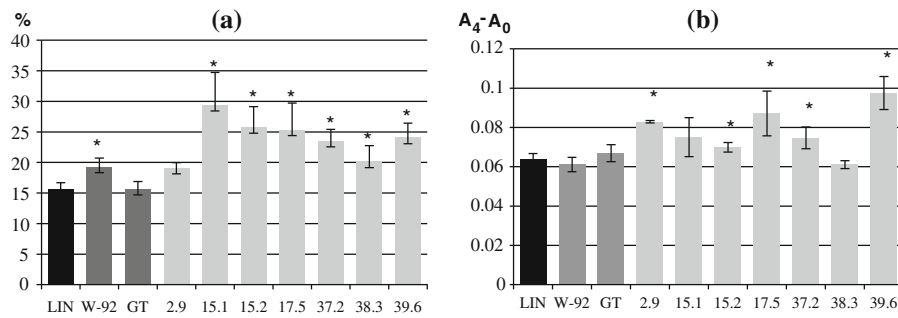 % (a)
40
35
30
25
20
15
10
5
0
* * * * * * *
LIN W-92 GT 2.9 15.1 15.2 17.5 37.2 38.3 39.6
A4-A0 (b)
0.12
0.1
0.08
0.06
0.04
0.02
0
* * * * *
LIN W-92 GT 2.9 15.1 15.2 17.5 37.2 38.3 39.6